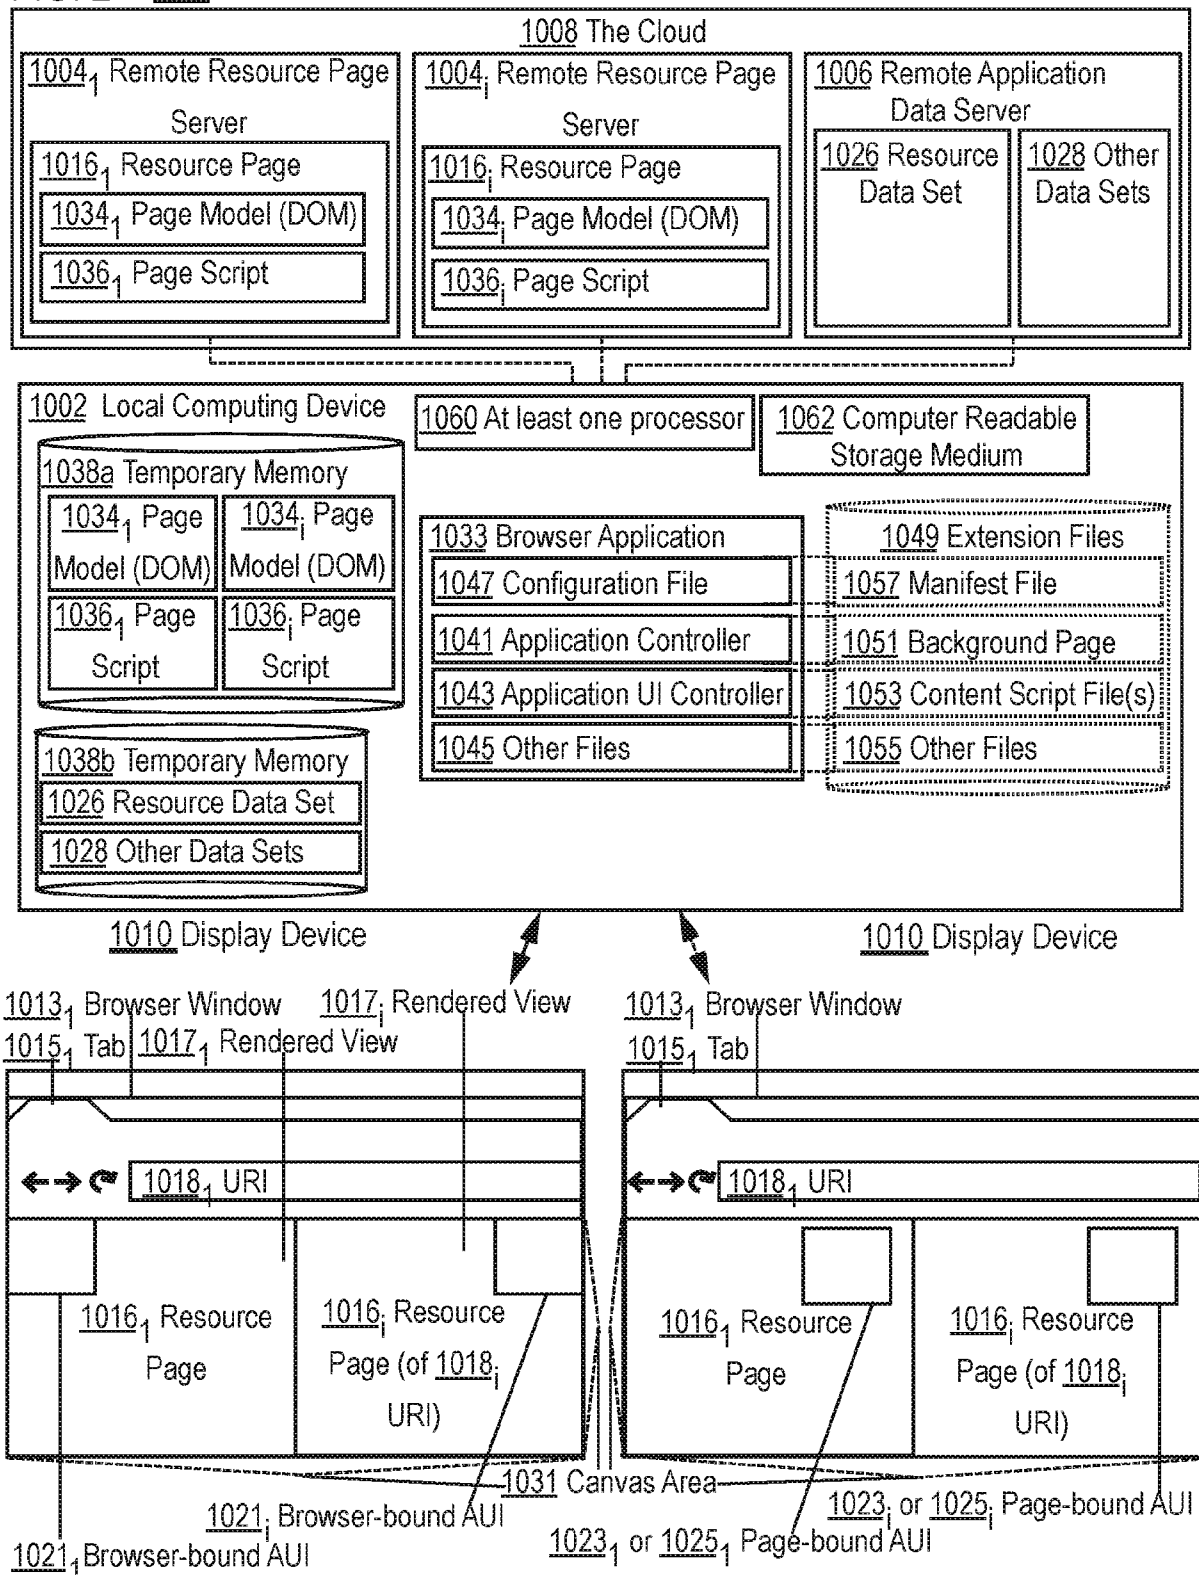 1008 The Cloud
1004₁ Remote Resource Page
Server
1016₁ Resource Page
1034₁ Page Model (DOM)
1036₁ Page Script
1004ᵢ Remote Resource Page
Server
1016ᵢ Resource Page
1034ᵢ Page Model (DOM)
1036ᵢ Page Script
1006 Remote Application
Data Server
1026 Resource
Data Set
1028 Other
Data Sets
1002 Local Computing Device
1060 At least one processor
1062 Computer Readable
Storage Medium
1038a Temporary Memory
1034₁ Page
Model (DOM)
1034ᵢ Page
Model (DOM)
1036₁ Page
Script
1036ᵢ Page
Script
1038b Temporary Memory
1026 Resource Data Set
1028 Other Data Sets
1033 Browser Application
1047 Configuration File
1041 Application Controller
1043 Application UI Controller
1045 Other Files
1049 Extension Files
1057 Manifest File
1051 Background Page
1053 Content Script File(s)
1055 Other Files
1010 Display Device
1010 Display Device
1013₁ Browser Window
1017ᵢ Rendered View
1015₁ Tab
1017₁ Rendered View
1018₁ URI
1016₁ Resource
Page
1016ᵢ Resource
Page (of 1018ᵢ
URI)
1013₁ Browser Window
1015₁ Tab
1018₁ URI
1016₁ Resource
Page
1016ᵢ Resource
Page (of 1018ᵢ
URI)
1031 Canvas Area
1021ᵢ Browser-bound AUI
1021₁ Browser-bound AUI
1023ᵢ or 1025ᵢ Page-bound AUI
1023₁ or 1025₁ Page-bound AUI